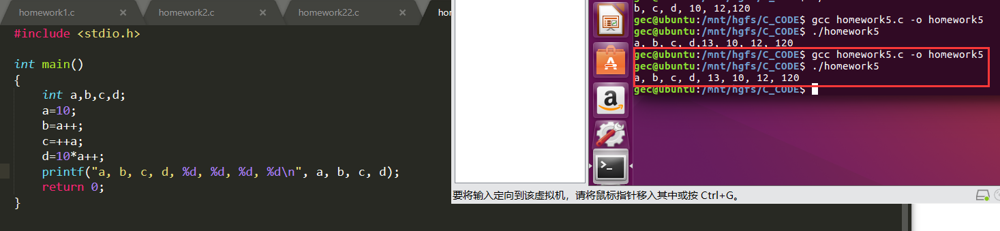 homework1.c
homework2.c
homework22.c
#include <stdio.h>
int main()
{
int a,b,c,d;
a=10;
b=a++;
c=++a;
d=10*a++;
printf("a, b, c, d, %d, %d, %d, %d\n", a, b, c, d);
return 0;
}
b, c, d, 10, 12,120
gec@ubuntu:/mnt/hgfs/C_CODE$ gcc homework5.c -o homework5
gec@ubuntu:/mnt/hgfs/C_CODE$ ./homework5
a, b, c, d,13, 10, 12, 120
gec@ubuntu:/mnt/hgfs/C_CODE$ gcc homework5.c -o homework5
gec@ubuntu:/mnt/hgfs/C_CODE$ ./homework5
a, b, c, d, 13, 10, 12, 120
gec@ubuntu:/mnt/hgfs/C_CODE$
要将输入定向到该虚拟机，请将鼠标指针移入其中或按 Ctrl+G。